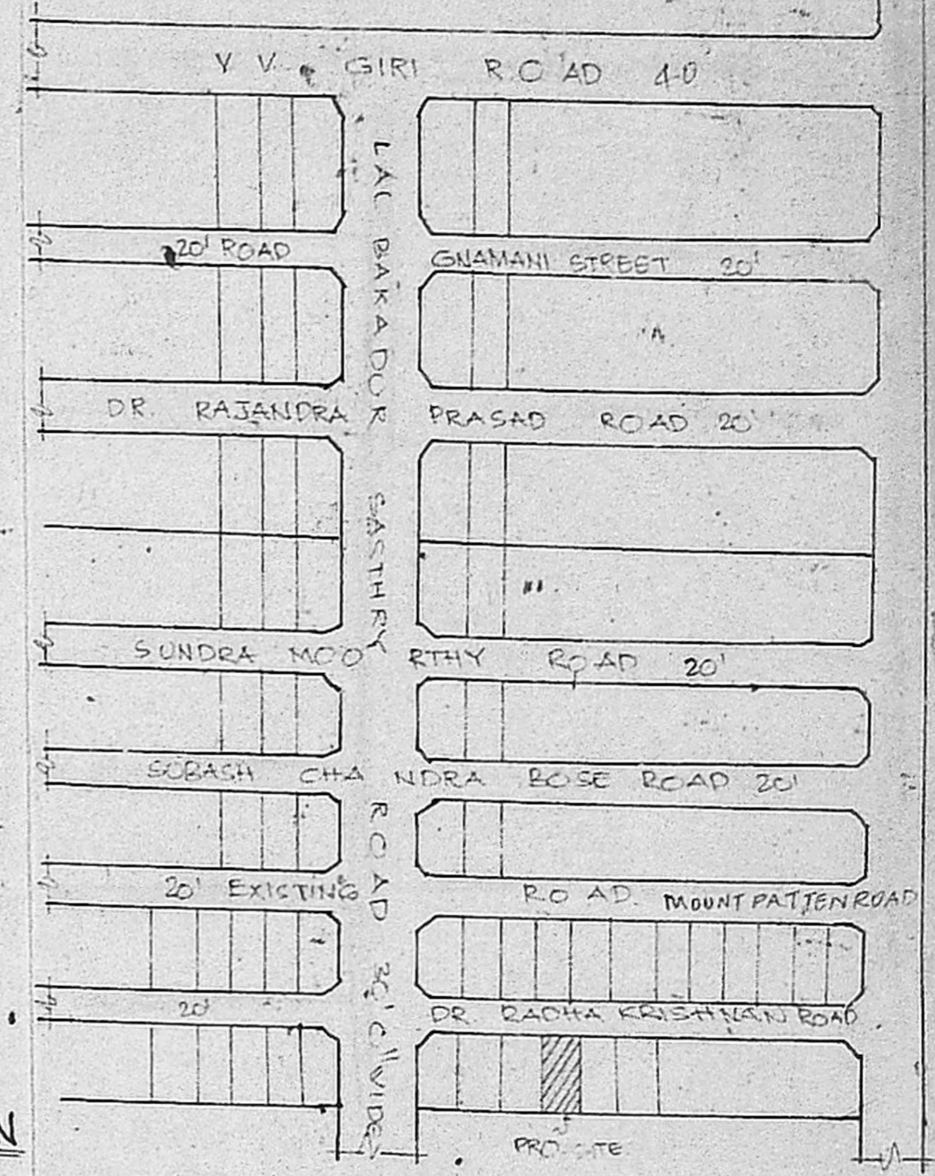 V V. GIRI ROAD 40
20' ROAD
GNAMANI STREET 20'
DR. RAJANDRA PRASAD ROAD 20'
SUNDRA MOORTHY ROAD 20'
SUBASH CHANDRA BOSE ROAD 20'
20' EXISTING ROAD. MOUNT PATTEN ROAD
20'
DR. RADHA KRISHNAN ROAD
LAL BAKADUR SASTHRY ROAD 30' WIDE
PRO. SITE